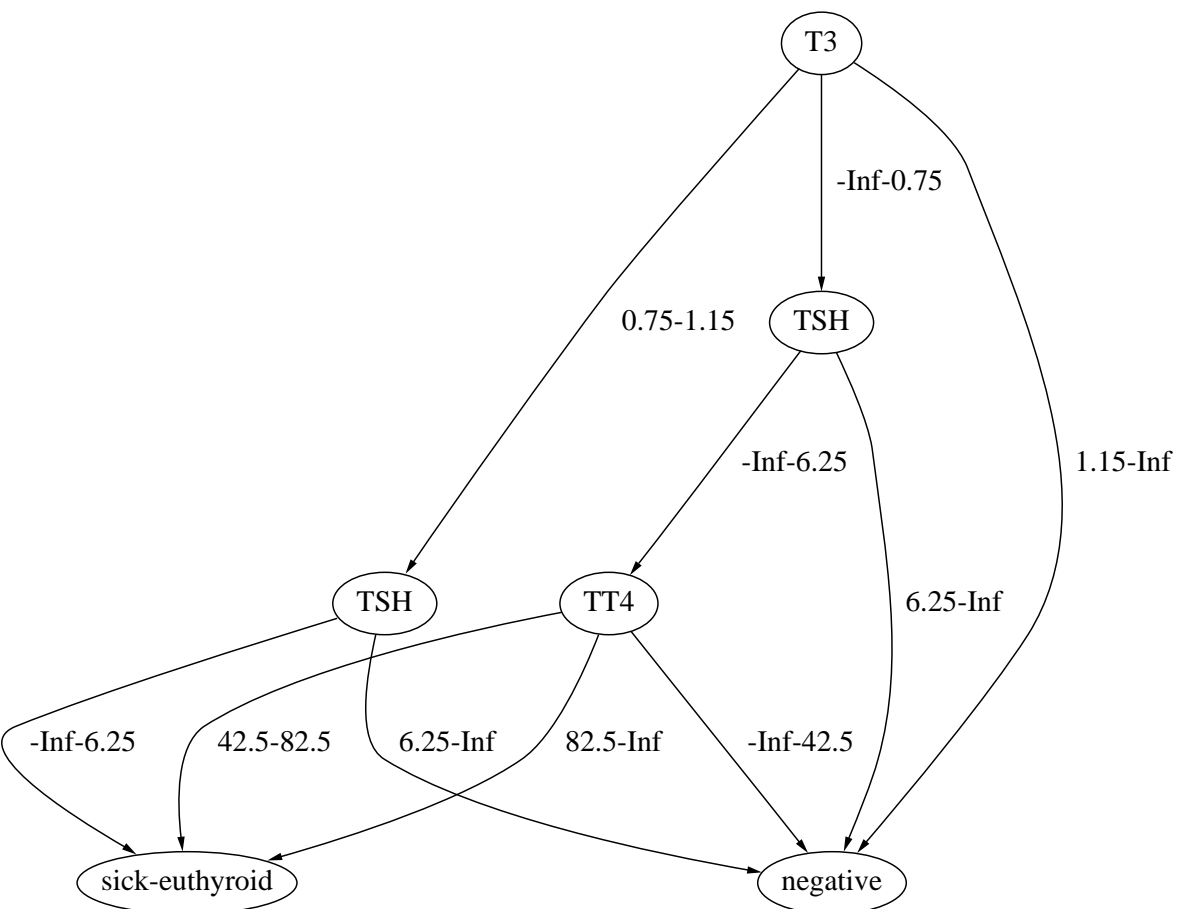 T3
-Inf-0.75
0.75-1.15
TSH
-Inf-6.25
1.15-Inf
TSH
TT4
6.25-Inf
-Inf-6.25
42.5-82.5
6.25-Inf
82.5-Inf
-Inf-42.5
sick-euthyroid
negative